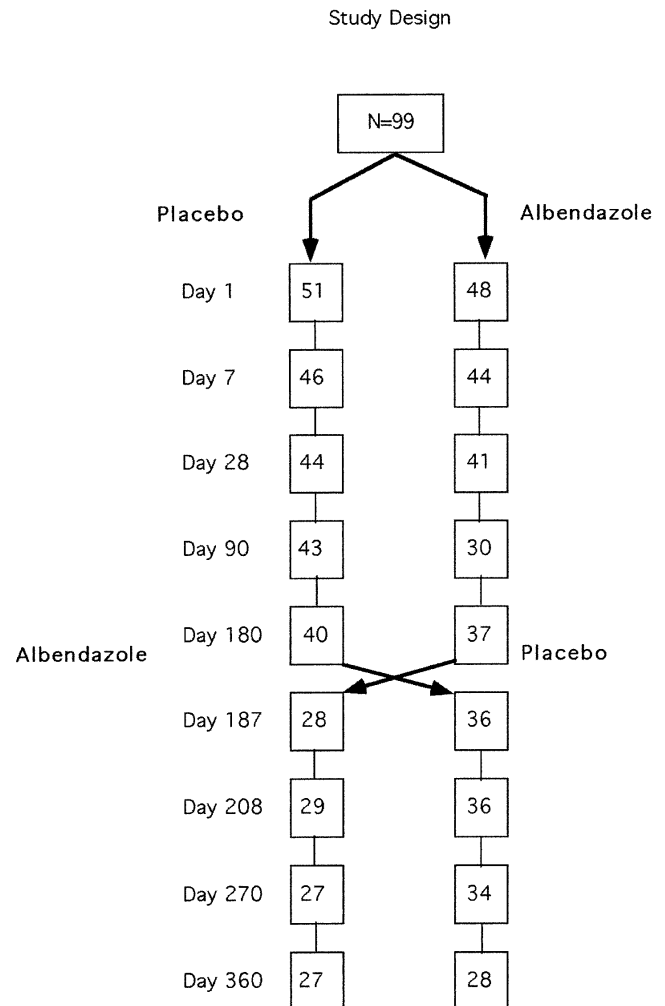 Study Design
N=99
Placebo Albendazole
Day 1 51 48
Day 7 46 44
Day 28 44 41
Day 90 43 30
Day 180 40 37
Albendazole Placebo
Day 187 28 36
Day 208 29 36
Day 270 27 34
Day 360 27 28